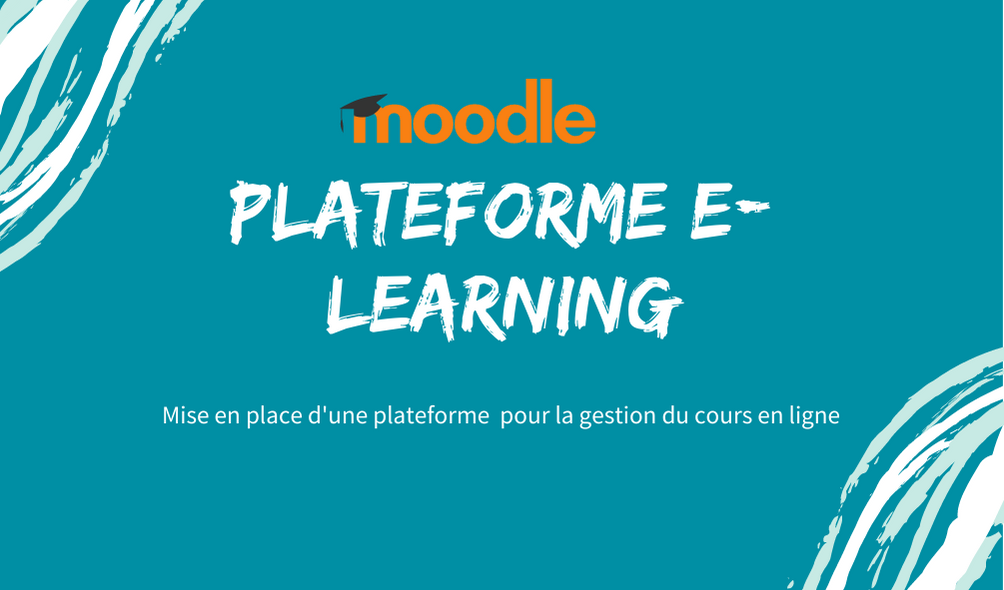 moodle
PLATEFORME E-
LEARNING
Mise en place d'une plateforme pour la gestion du cours en ligne